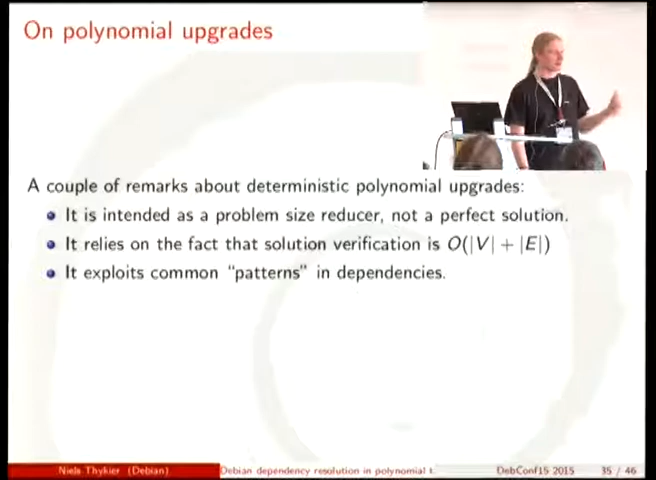 On polynomial upgrades
A couple of remarks about deterministic polynomial upgrades:
It is intended as a problem size reducer, not a perfect solution.
It relies on the fact that solution verification is O(|V| + |E|)
It exploits common "patterns" in dependencies.
Niels Thykier (Debian) Debian dependency resolution in polynomial t DebConf15 2015 35 / 46